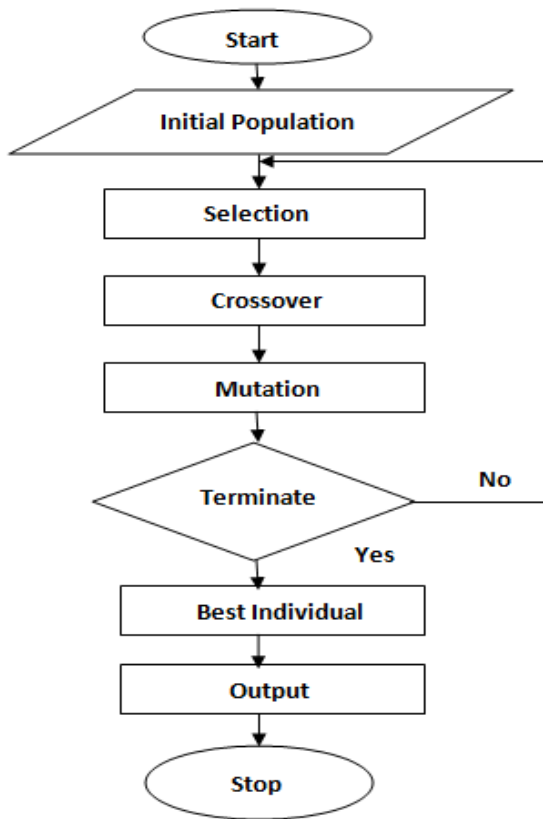 Start
Initial Population
Selection
Crossover
Mutation
Terminate
No
Yes
Best Individual
Output
Stop